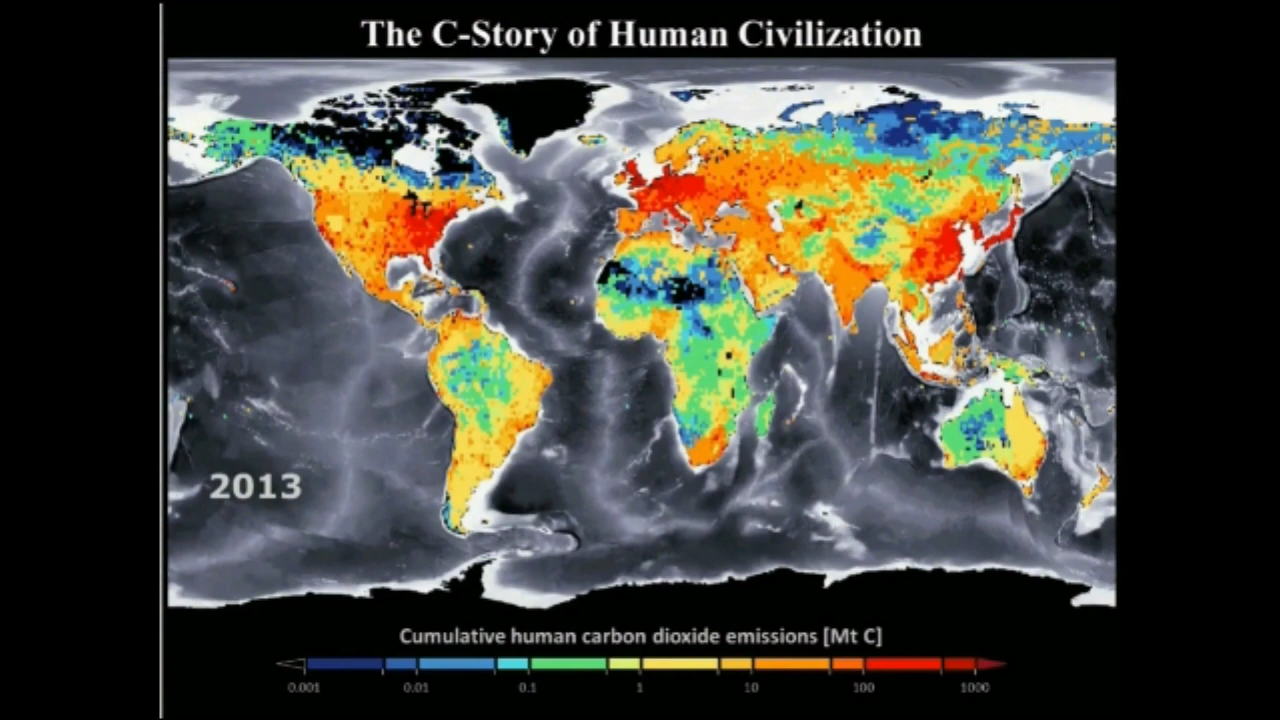 The C-Story of Human Civilization
2013
Cumulative human carbon dioxide emissions [Mt C]
0.001 0.01 0.1 1 10 100 1000